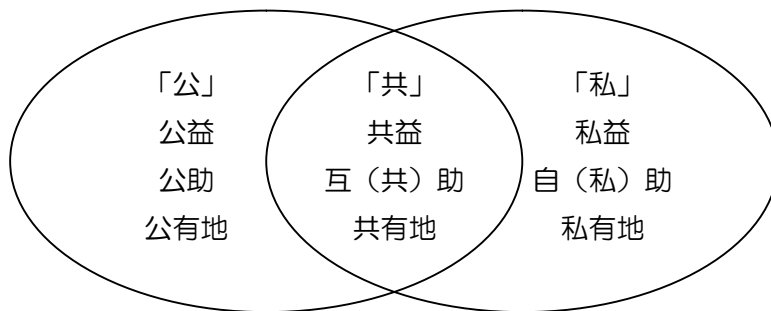 「公」 「共」 「私」
公益 共益 私益
公助 互（共）助 自（私）助
公有地 共有地 私有地